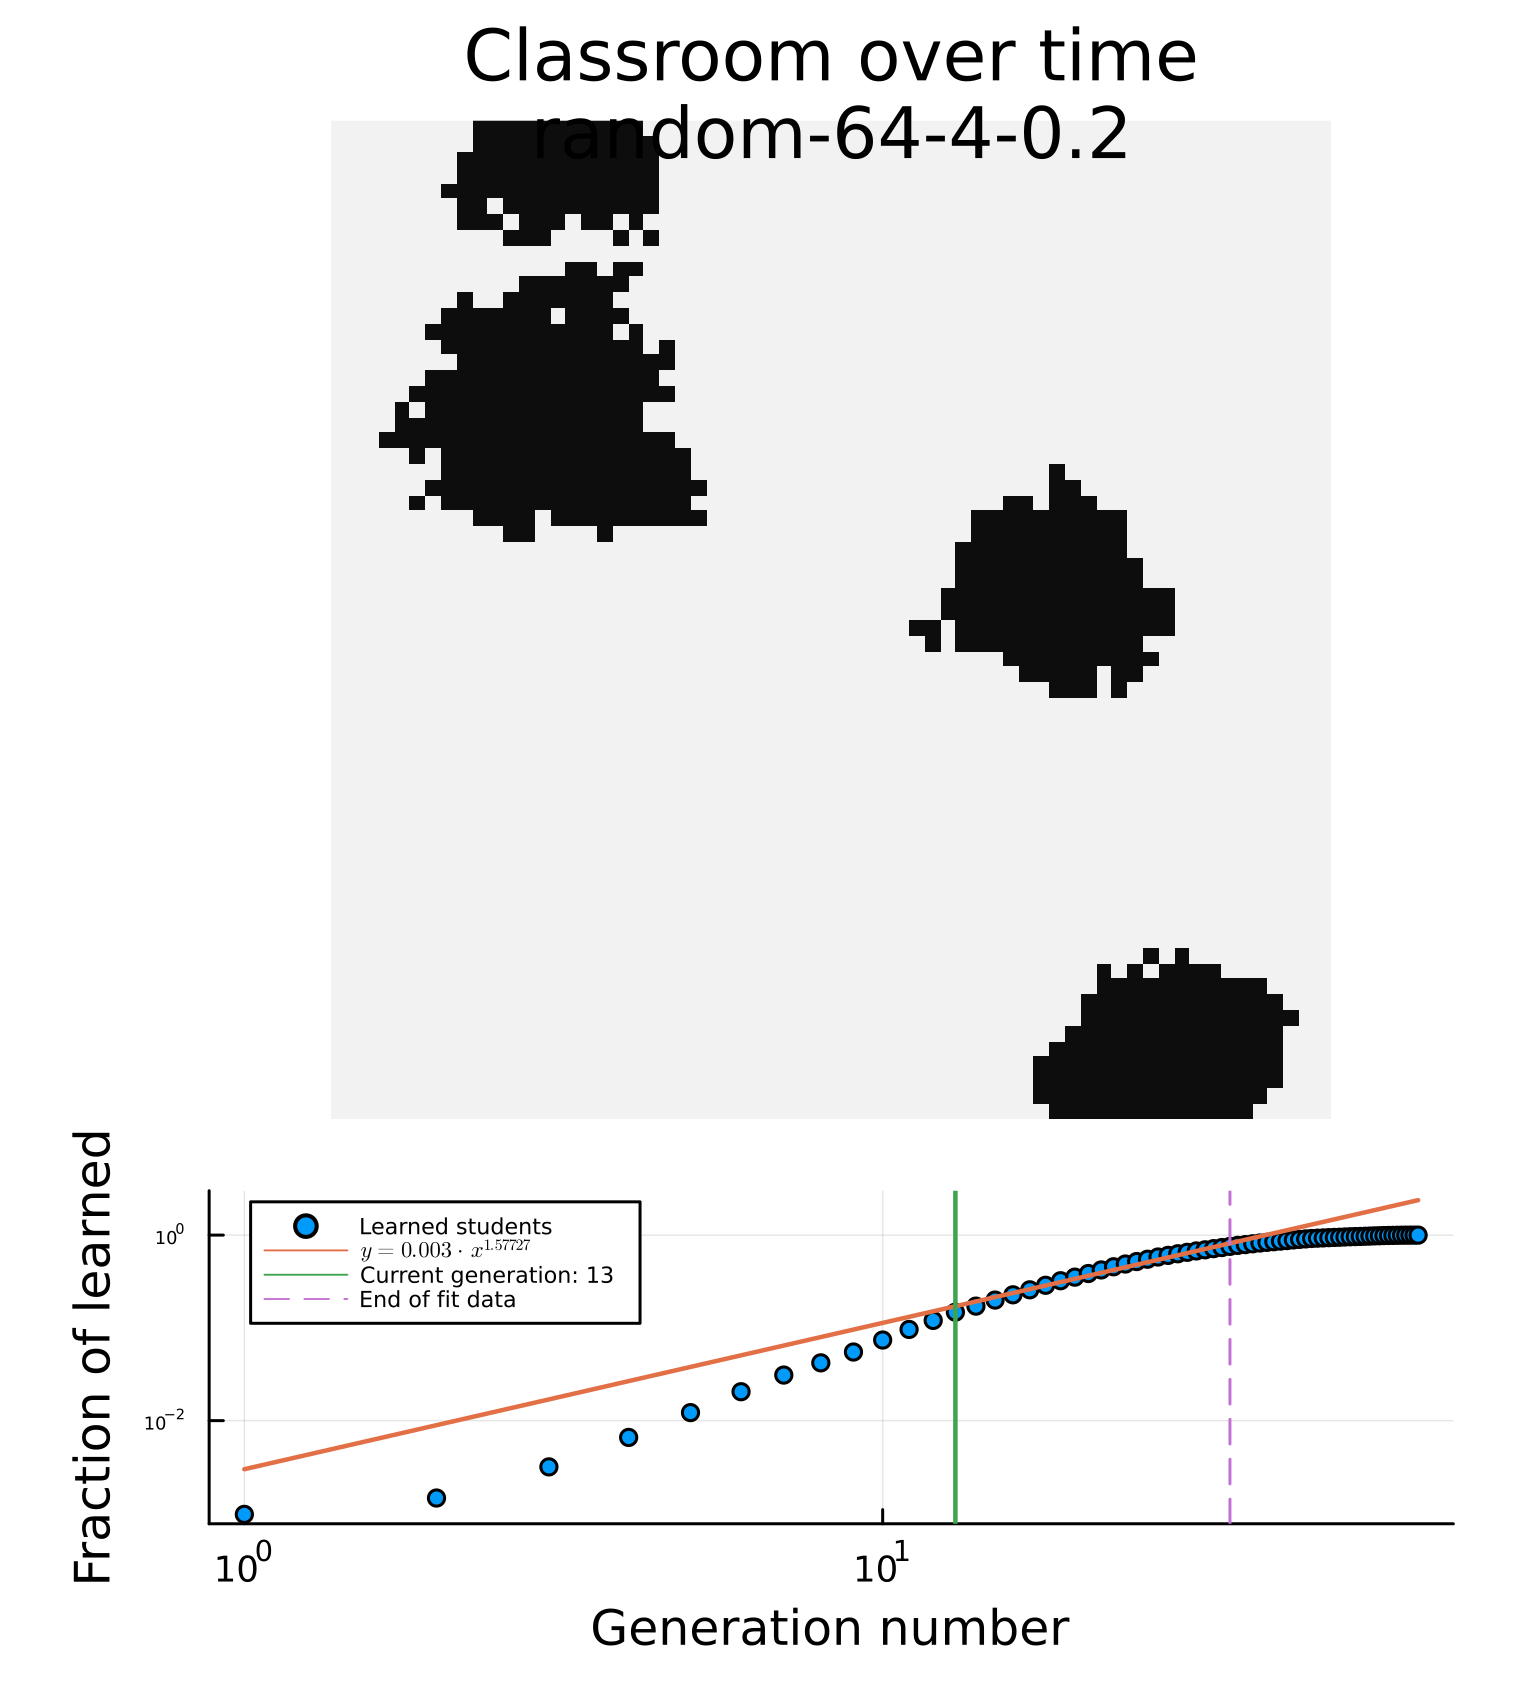 Classroom over time
random-64-4-0.2
Fraction of learned
10^0
10^−2
Learned students
y = 0.003 · x^1.57727
Current generation: 13
End of fit data
10^0
10^1
Generation number